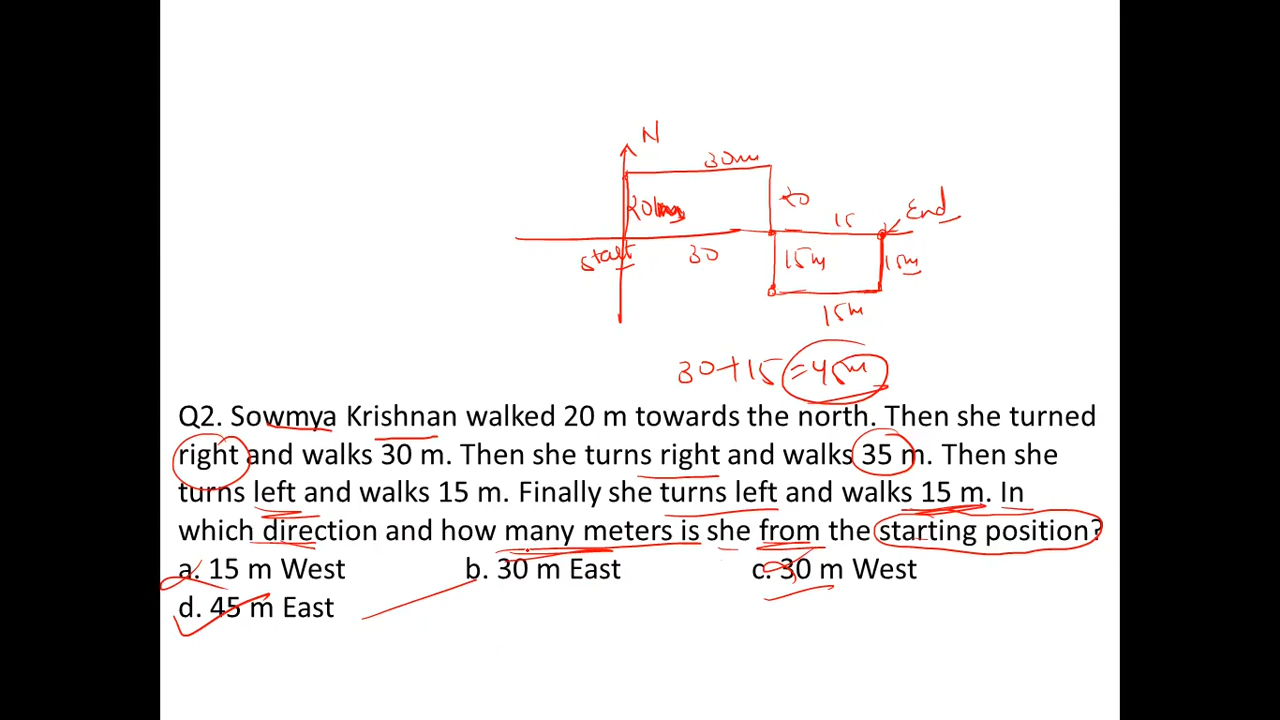 N
30m
20m
20
15
End
Start
30
15m
15m
15m
30+15=45m
Q2. Sowmya Krishnan walked 20 m towards the north. Then she turned
right and walks 30 m. Then she turns right and walks 35 m. Then she
turns left and walks 15 m. Finally she turns left and walks 15 m. In
which direction and how many meters is she from the starting position?
a. 15 m West b. 30 m East c. 30 m West
d. 45 m East